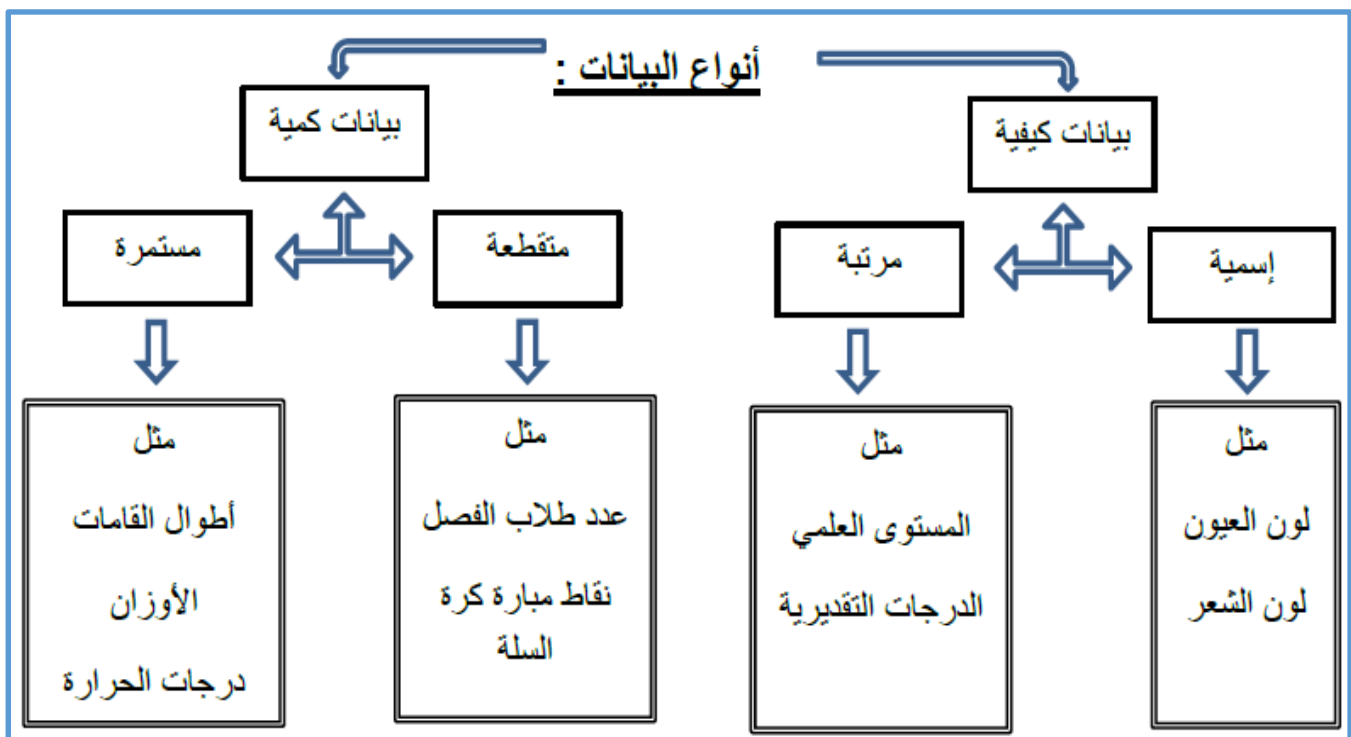 أنواع البيانات :
بيانات كيفية
بيانات كمية
إسمية
مرتبة
متقطعة
مستمرة
مثل
لون العيون
لون الشعر
مثل
المستوى العلمي
الدرجات التقديرية
مثل
عدد طلاب الفصل
نقاط مبارة كرة
السلة
مثل
أطوال القامات
الأوزان
درجات الحرارة